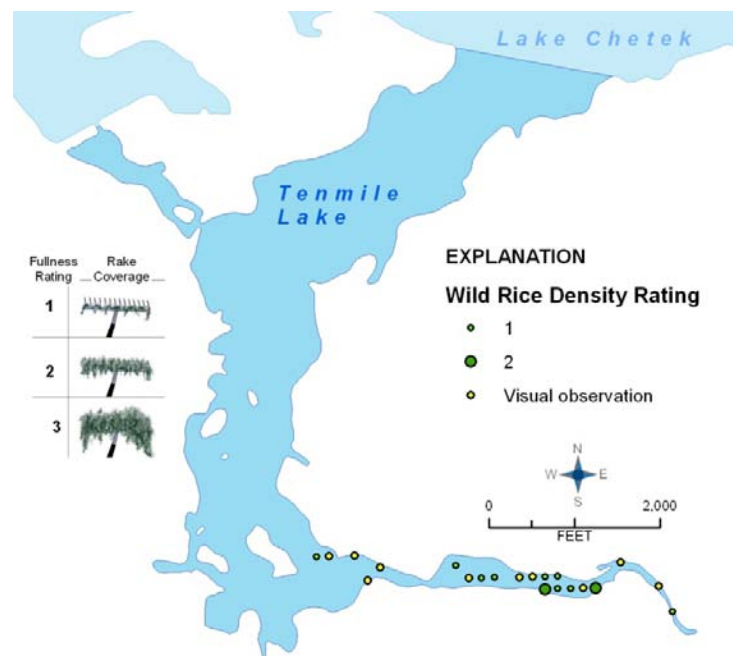 Lake Chetek
Tenmile
Lake
Fullness
Rating
Rake
Coverage
1
2
3
EXPLANATION
Wild Rice Density Rating
1
2
Visual observation
N
W E
S
0 2,000
FEET